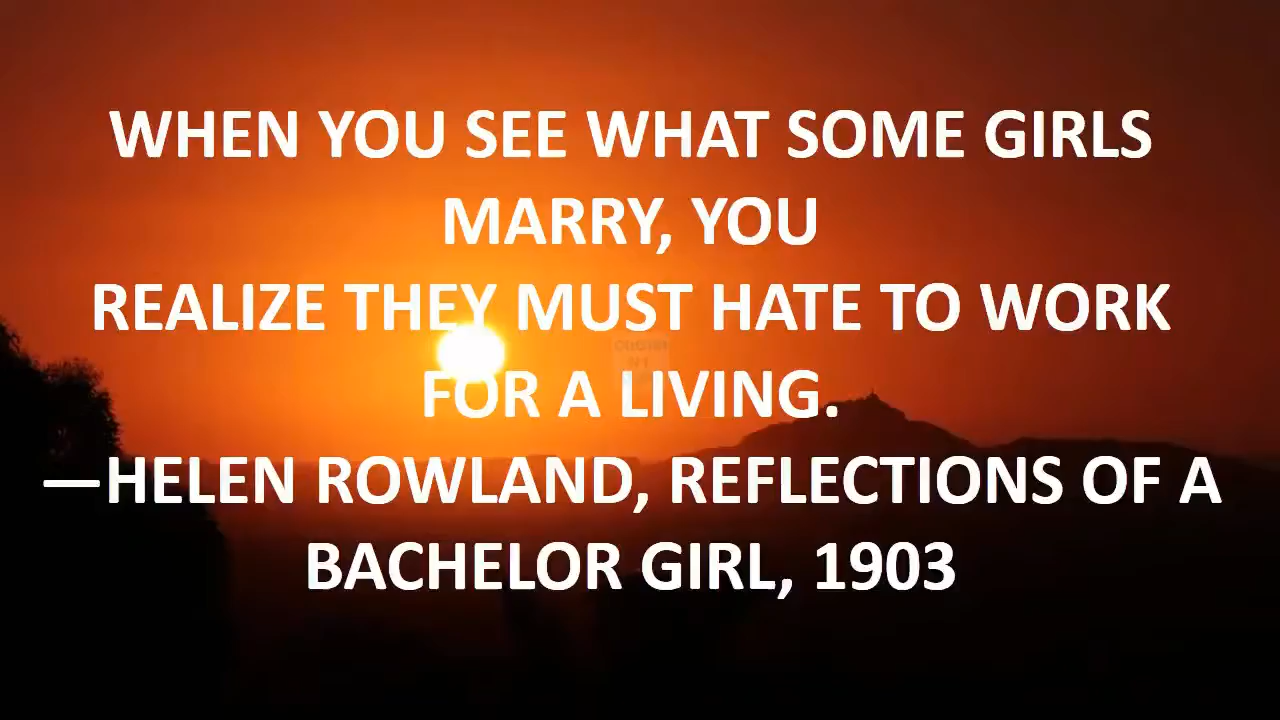 WHEN YOU SEE WHAT SOME GIRLS
MARRY, YOU
REALIZE THEY MUST HATE TO WORK
FOR A LIVING.
—HELEN ROWLAND, REFLECTIONS OF A
BACHELOR GIRL, 1903